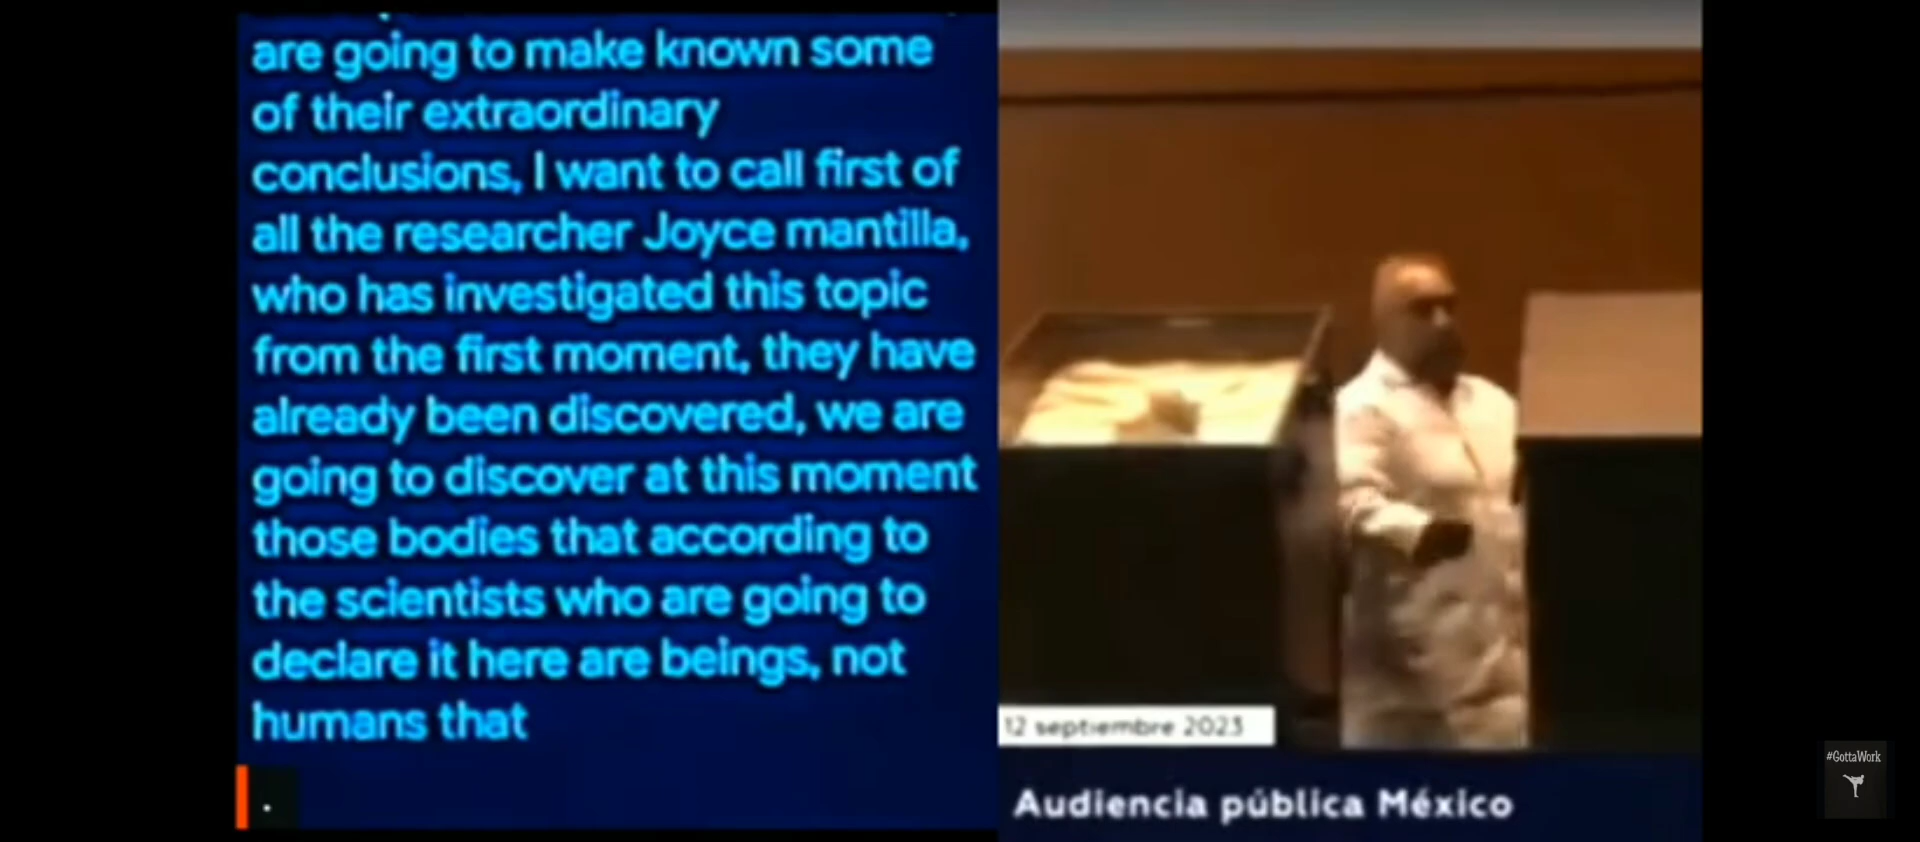 are going to make known some
of their extraordinary
conclusions, I want to call first of
all the researcher Joyce mantilla,
who has investigated this topic
from the first moment, they have
already been discovered, we are
going to discover at this moment
those bodies that according to
the scientists who are going to
declare it here are beings, not
humans that
12 septiembre 2023
Audiencia pública México
#GottaWork